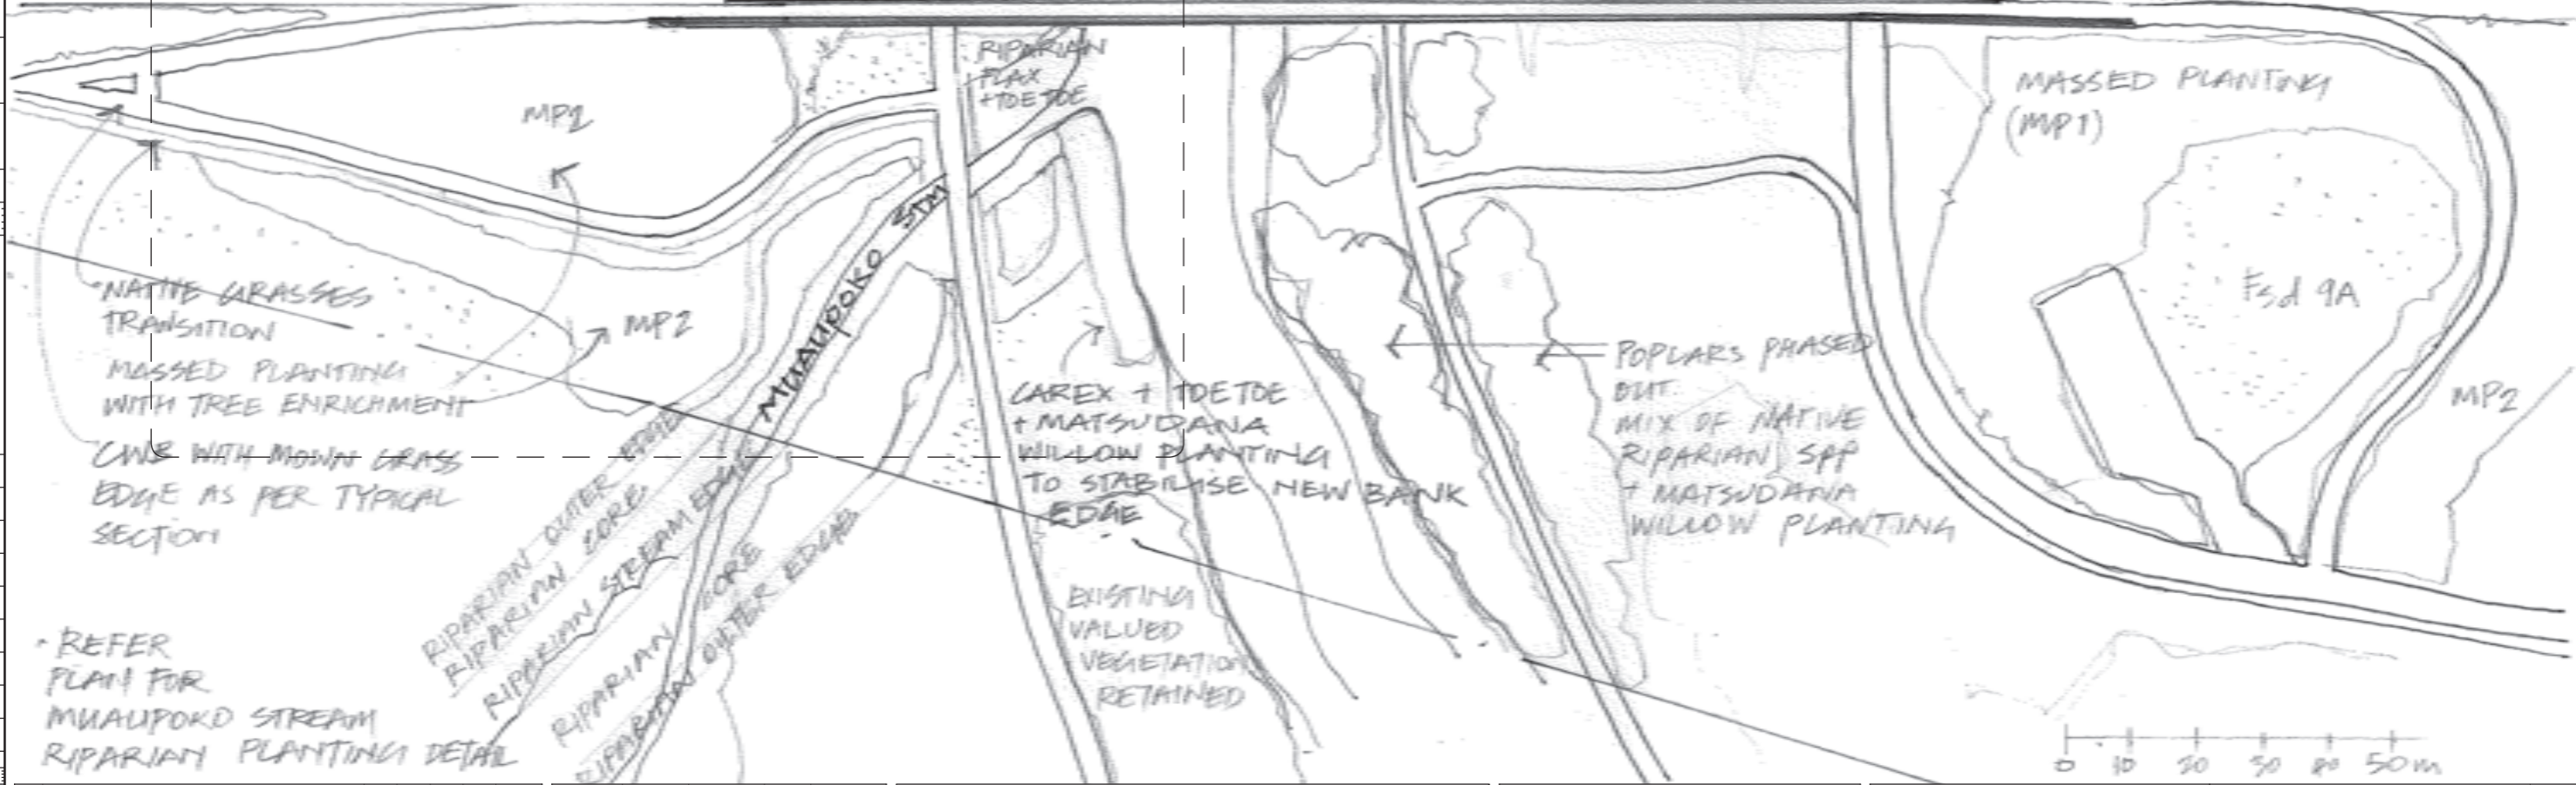 RIPARIAN
FLAX
+TOETOE
MASSED PLANTING
(MP1)
MP2
MUAUPOKO STM
Fsd 9A
NATIVE GRASSES
TRANSITION
MP2
MASSED PLANTING
WITH TREE ENRICHMENT
CWB WITH MOWN GRASS
EDGE AS PER TYPICAL
SECTION
CAREX + TOETOE
+ MATSUDANA
WILLOW PLANTING
TO STABILISE NEW BANK
EDGE
POPLARS PHASED
OUT.
MIX OF NATIVE
RIPARIAN SPP
+ MATSUDANA
WILLOW PLANTING
MP2
RIPARIAN OUTER EDGE
RIPARIAN CORE
RIPARIAN STREAM EDGE
RIPARIAN CORE
RIPARIAN OUTER EDGE
EXISTING
VALUED
VEGETATION
RETAINED
• REFER
PLAN FOR
MUAUPOKO STREAM
RIPARIAN PLANTING DETAIL
0 10 20 30 40 50m